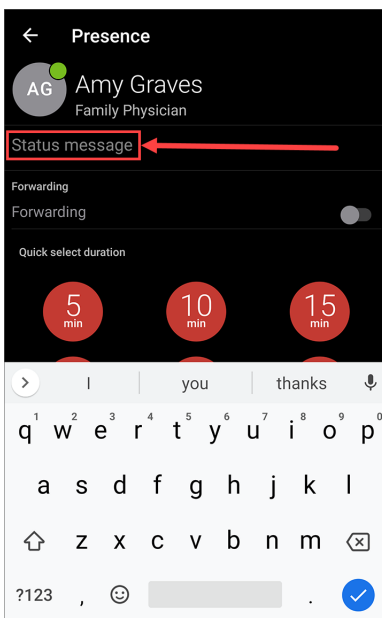 Presence
AG
Amy Graves
Family Physician
Status message
Forwarding
Forwarding
Quick select duration
5 10 15
min min min
I you thanks
1 2 3 4 5 6 7 8 9 0
q w e r t y u i o p
a s d f g h j k l
z x c v b n m
?123 , .